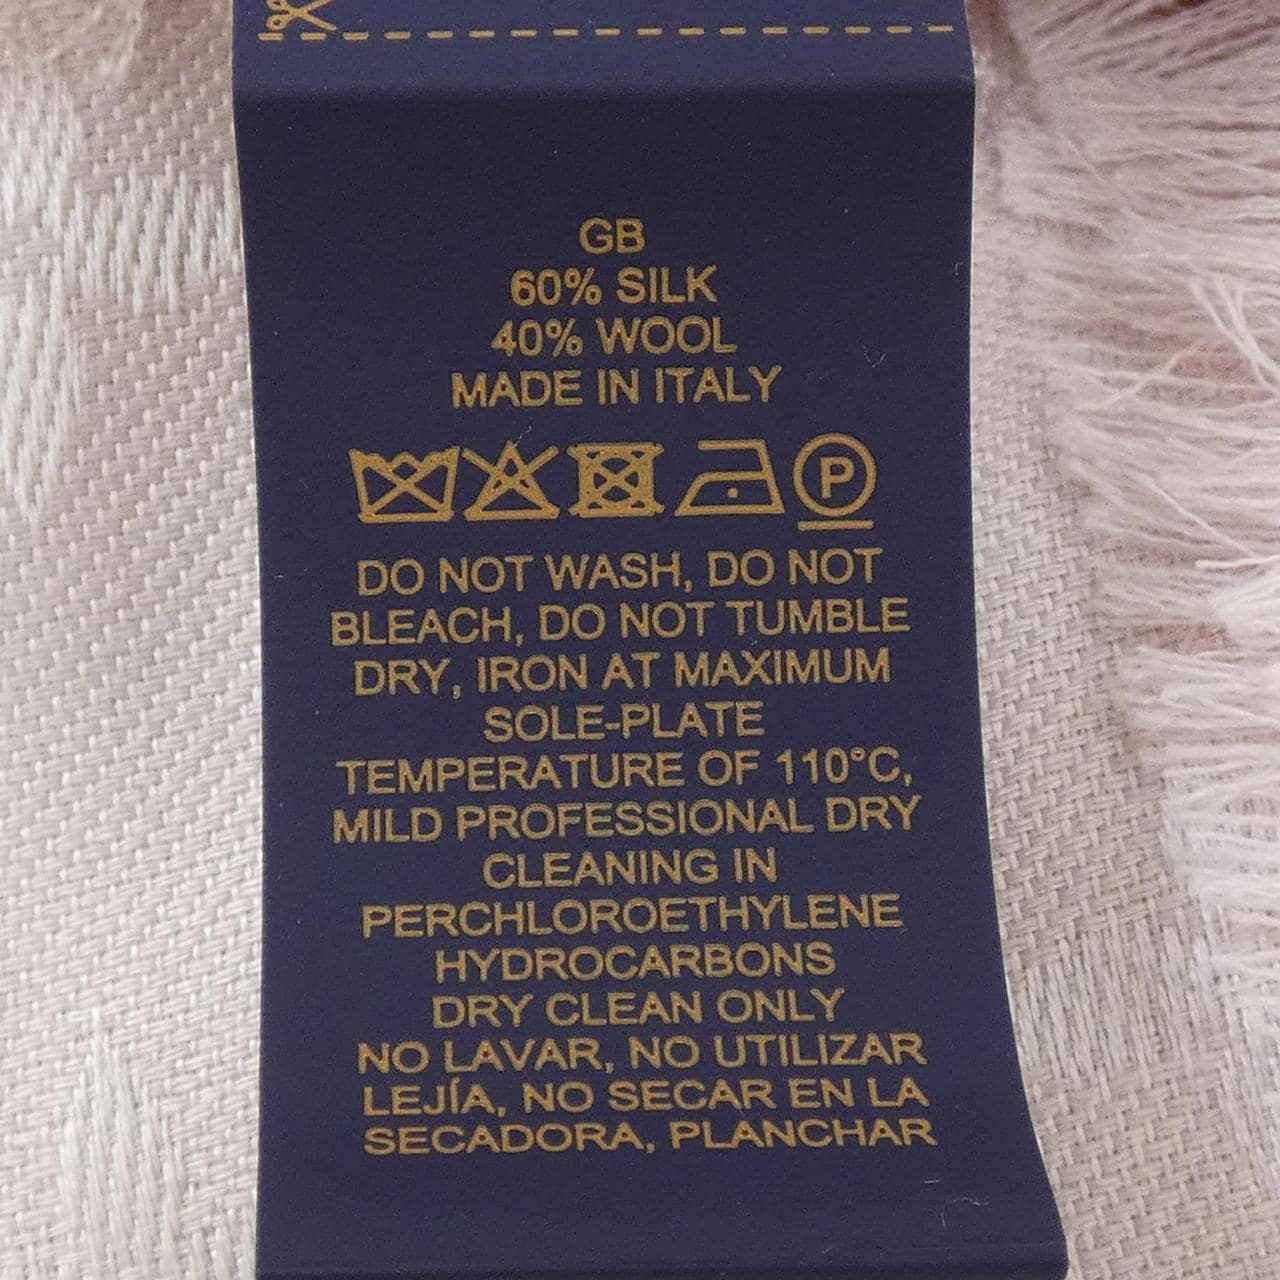 GB
60% SILK
40% WOOL
MADE IN ITALY
P
DO NOT WASH, DO NOT
BLEACH, DO NOT TUMBLE
DRY, IRON AT MAXIMUM
SOLE-PLATE
TEMPERATURE OF 110°C,
MILD PROFESSIONAL DRY
CLEANING IN
PERCHLOROETHYLENE
HYDROCARBONS
DRY CLEAN ONLY
NO LAVAR, NO UTILIZAR
LEJÍA, NO SECAR EN LA
SECADORA, PLANCHAR